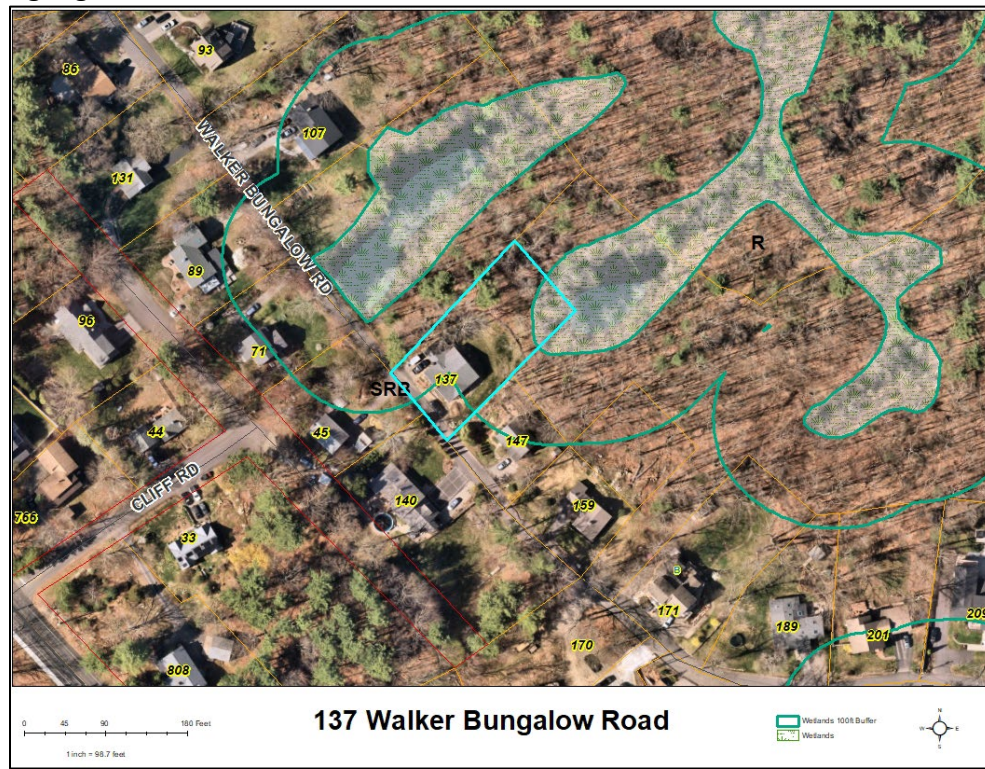 93
86
107
WALKER BUNGALOW RD
131
89
R
96
71
SRB
137
44
45
147
CLIFF RD
140
159
766
33
B
171
170
189
201
209
808
0 45 90 180 Feet
1 inch = 98.7 feet
137 Walker Bungalow Road
Wetlands 100ft Buffer
Wetlands
N
W E
S